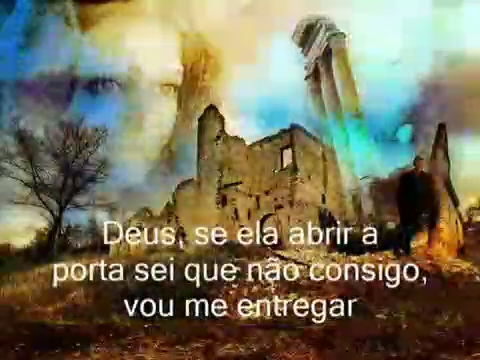 Deus, se ela abrir a
porta sei que não consigo,
vou me entregar